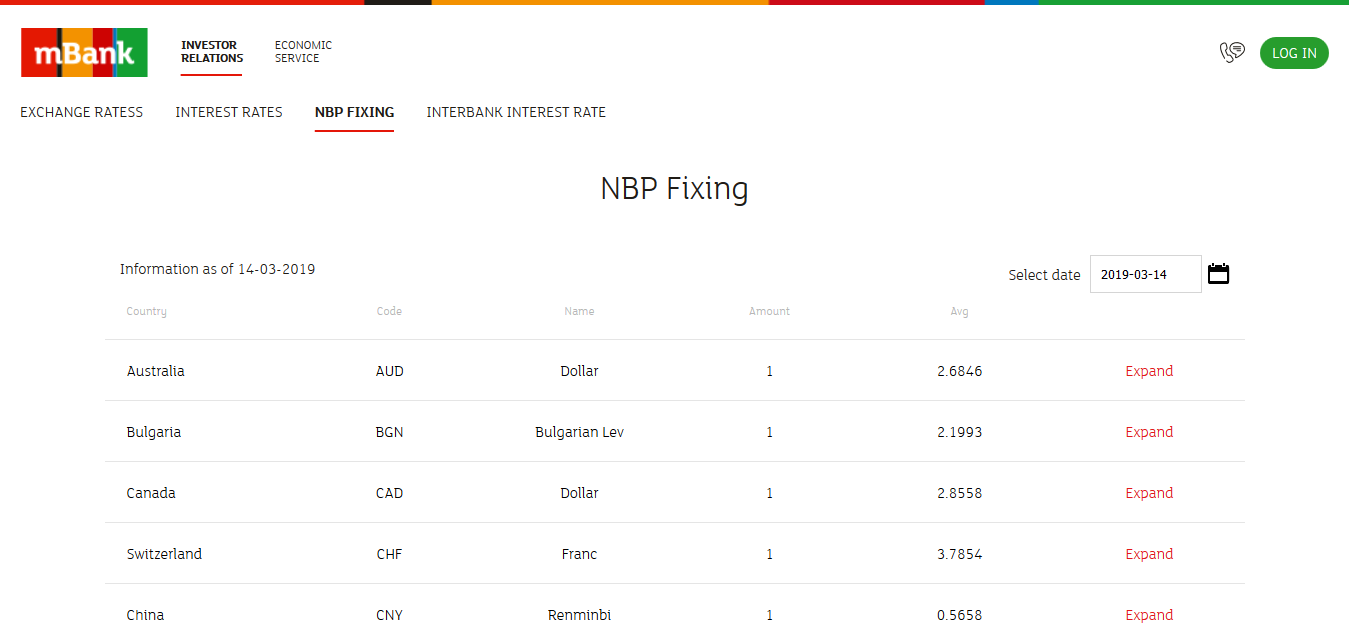 mBank
INVESTOR RELATIONS
ECONOMIC SERVICE
LOG IN
EXCHANGE RATESS INTEREST RATES NBP FIXING INTERBANK INTEREST RATE
NBP Fixing
Information as of 14-03-2019
Select date 2019-03-14
Country Code Name Amount Avg
Australia AUD Dollar 1 2.6846 Expand
Bulgaria BGN Bulgarian Lev 1 2.1993 Expand
Canada CAD Dollar 1 2.8558 Expand
Switzerland CHF Franc 1 3.7854 Expand
China CNY Renminbi 1 0.5658 Expand